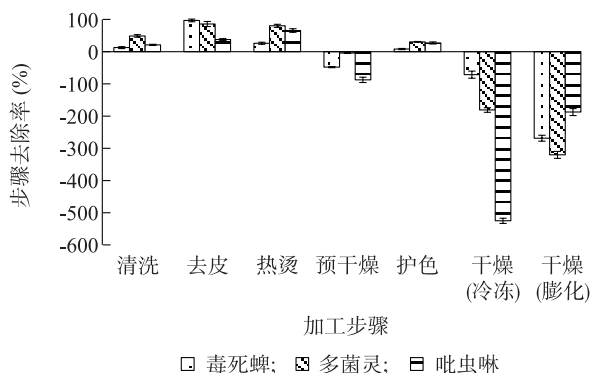 步骤去除率 (%)
100
0
-100
-200
-300
-400
-500
-600
清洗 去皮 热烫 预干燥 护色 干燥 干燥
(冷冻) (膨化)
加工步骤
毒死蜱; 多菌灵; 吡虫啉